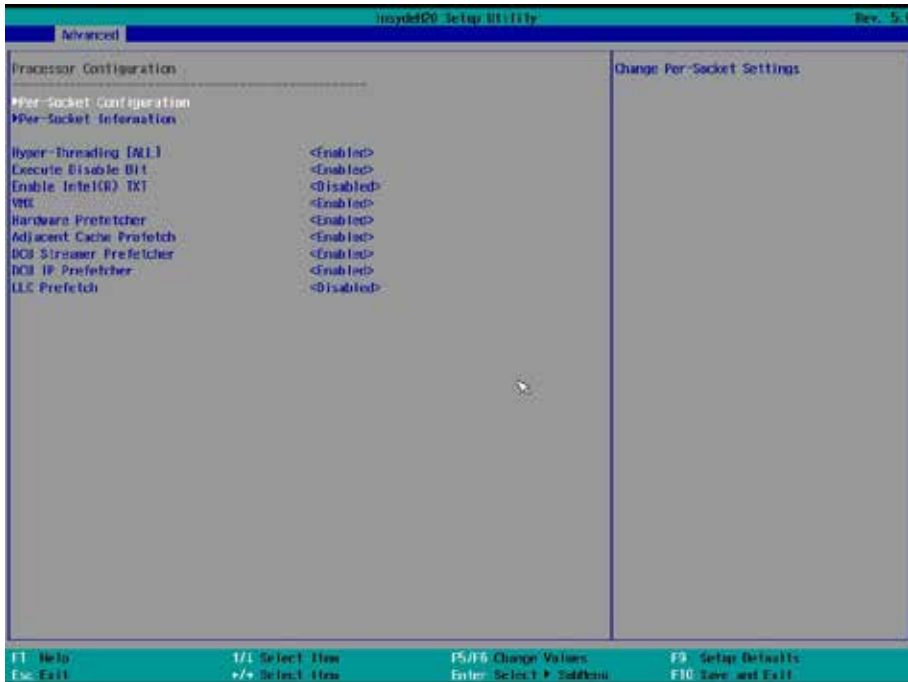 InsydeH20 Setup Utility Rev. 5.
Advanced
Processor Configuration
Change Per-Socket Settings
▶Per-Socket Configuration
▶Per-Socket Information
Hyper-Threading [ALL] <Enabled>
Execute Disable Bit <Enabled>
Enable Intel(R) TXT <Disabled>
VMX <Enabled>
Hardware Prefetcher <Enabled>
Adjacent Cache Prefetch <Enabled>
DCU Streamer Prefetcher <Enabled>
DCU IP Prefetcher <Enabled>
LLC Prefetch <Disabled>
F1 Help ↑/↓ Select Item F5/F6 Change Values F9 Setup Defaults
Esc Exit Select Item Enter Select ▶ SubMenu F10 Save and Exit